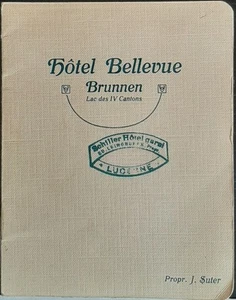 Hôtel Bellevue
Brunnen
Lac des IV Cantons
Schiller Hôtel garni
LUCERNE
Propr. J. Suter